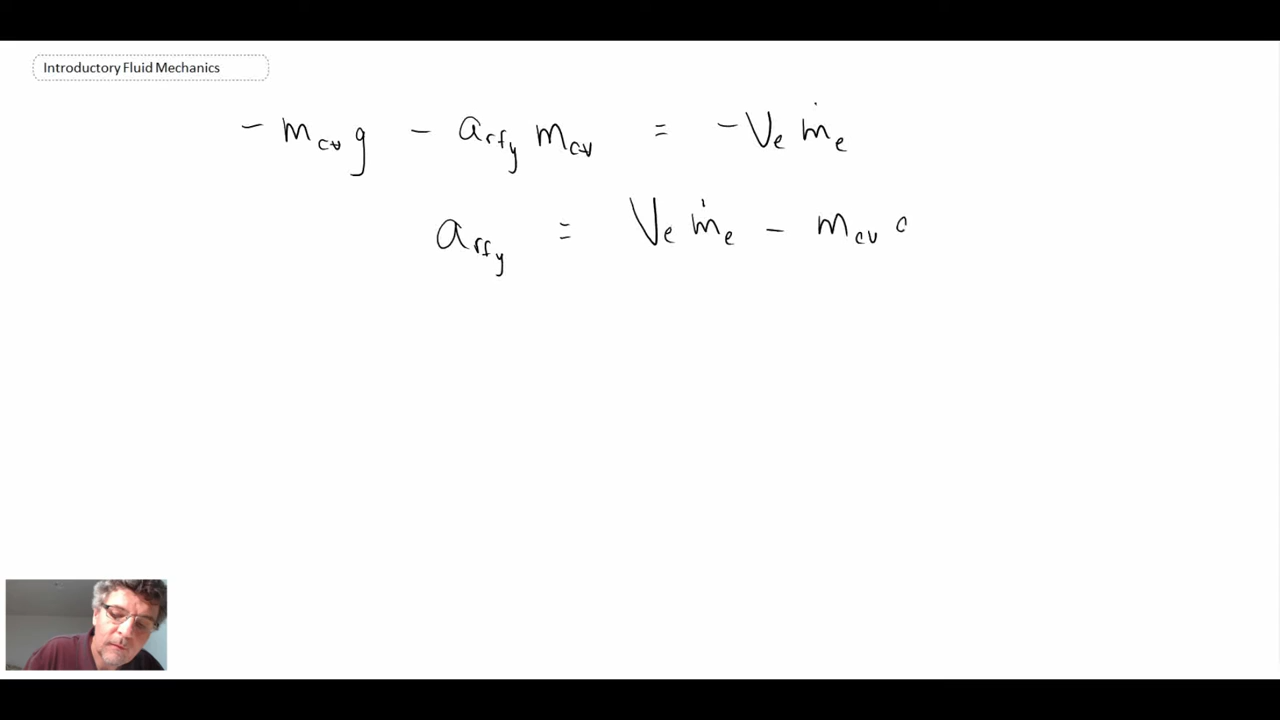 Introductory Fluid Mechanics
- m_cv g - a_rfy m_cv = - V_e ṁ_e
a_rfy = V_e ṁ_e - m_cv